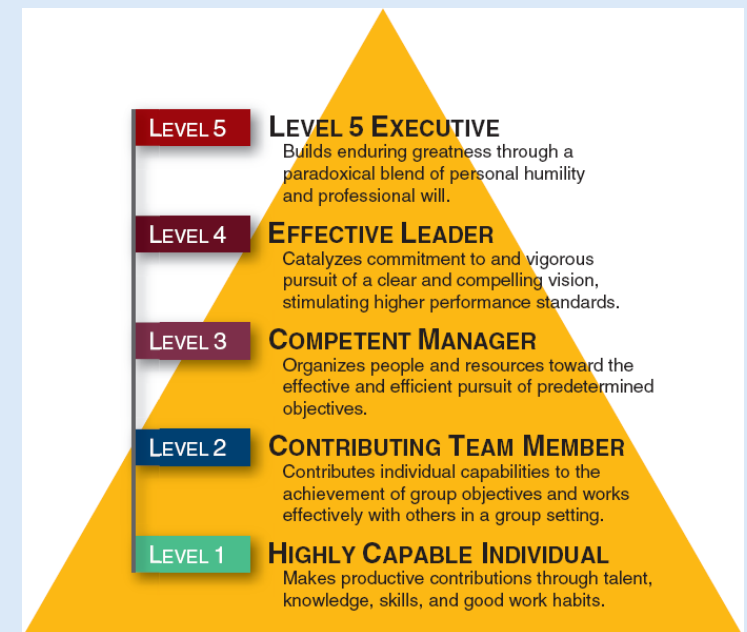 LEVEL 5
LEVEL 5 EXECUTIVE
Builds enduring greatness through a
paradoxical blend of personal humility
and professional will.
LEVEL 4
EFFECTIVE LEADER
Catalyzes commitment to and vigorous
pursuit of a clear and compelling vision,
stimulating higher performance standards.
LEVEL 3
COMPETENT MANAGER
Organizes people and resources toward the
effective and efficient pursuit of predetermined
objectives.
LEVEL 2
CONTRIBUTING TEAM MEMBER
Contributes individual capabilities to the
achievement of group objectives and works
effectively with others in a group setting.
LEVEL 1
HIGHLY CAPABLE INDIVIDUAL
Makes productive contributions through talent,
knowledge, skills, and good work habits.